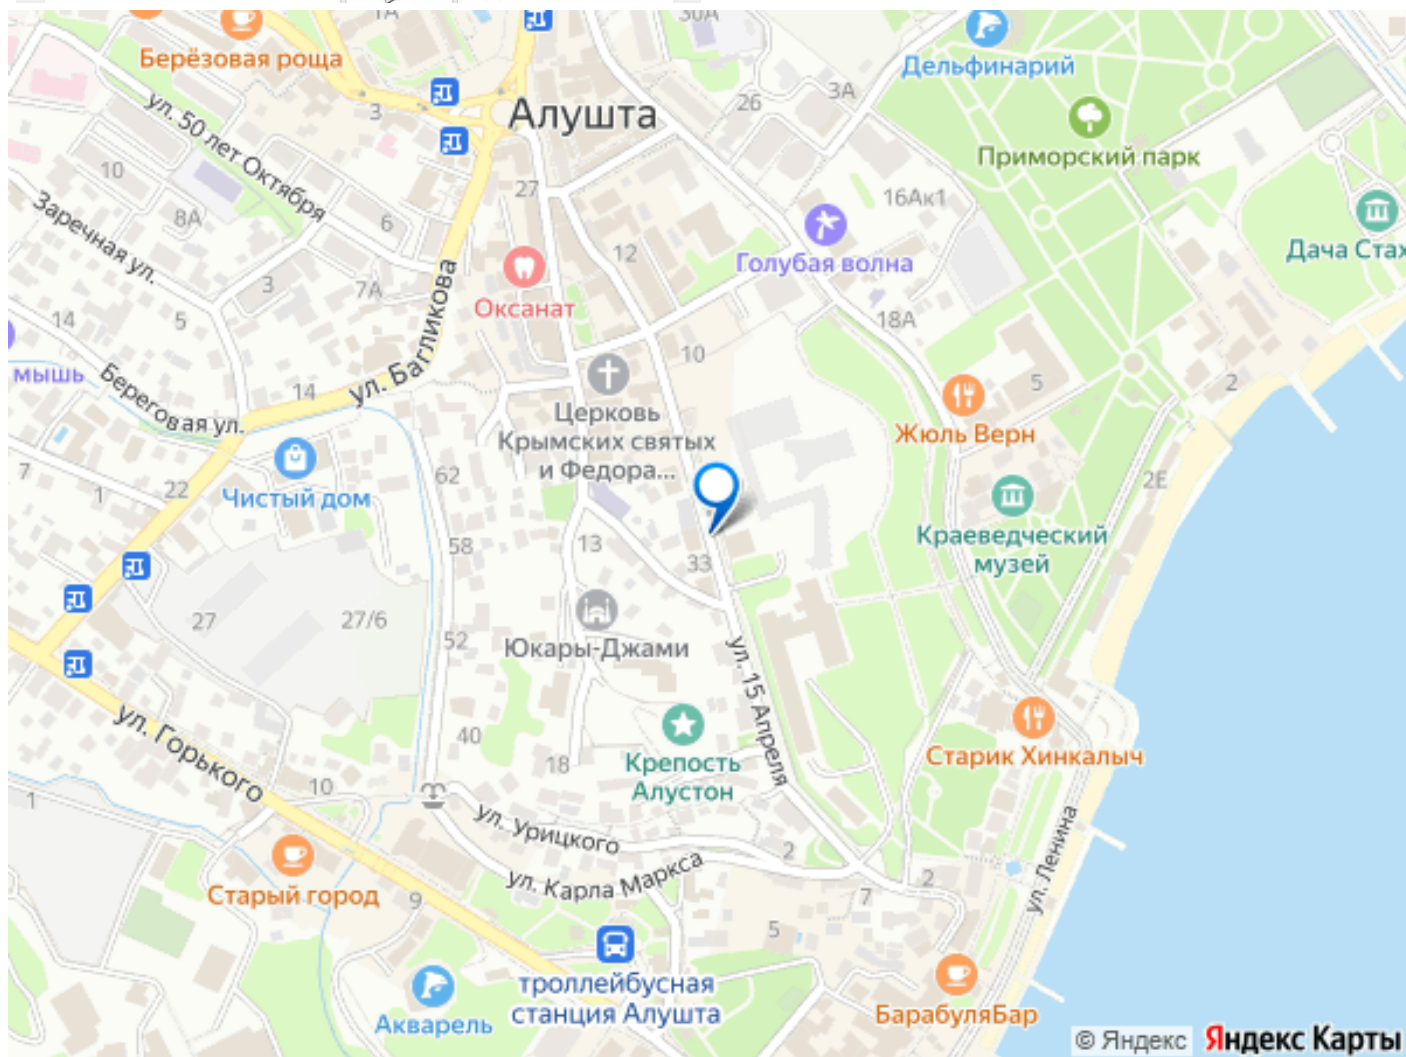 1А
30А
Берёзовая роща
Дельфинарий
3А
3
Алушта
26
ул. 50 лет Октября
Приморский парк
10
27
16Ак1
Заречная ул.
8А
6
12
Голубая волна
Дача Стах
3
7А
Оксанат
14
5
18А
ул. Багликова
10
мышь
Береговая ул.
14
5
2
Церковь
Крымских святых
и Федора...
Жюль Верн
7
1
22
Чистый дом
62
2Е
58
13
33
Краеведческий
музей
27
27/6
52
Юкары-Джами
ул. 15 Апреля
ул. Горького
40
18
Крепость
Алустон
Старик Хинкалыч
1
10
ул. Урицкого
2
ул. Ленина
Старый город
9
ул. Карла Маркса
7
2
5
троллейбусная
станция Алушта
Акварель
БарабуляБар
© Яндекс Яндекс Карты